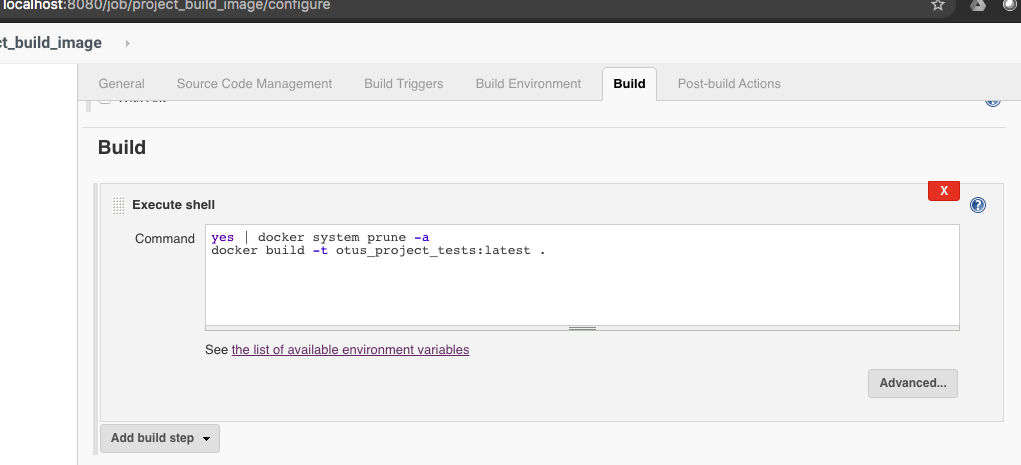 localhost:8080/job/project_build_image/configure
ct_build_image
General Source Code Management Build Triggers Build Environment Build Post-build Actions
Build
X
Execute shell
Command
yes | docker system prune -a
docker build -t otus_project_tests:latest .
See the list of available environment variables
Advanced...
Add build step